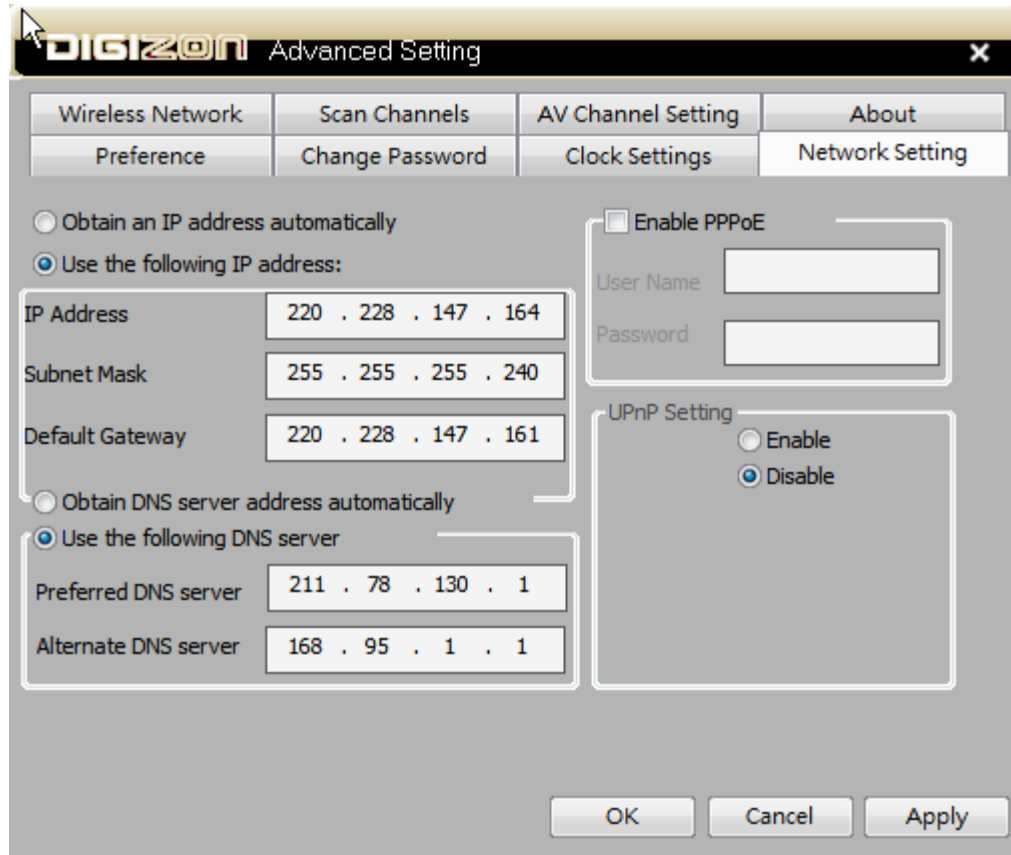 DIGIZON Advanced Setting
Wireless Network Scan Channels AV Channel Setting About
Preference Change Password Clock Settings Network Setting
Obtain an IP address automatically
Use the following IP address:
IP Address 220 . 228 . 147 . 164
Subnet Mask 255 . 255 . 255 . 240
Default Gateway 220 . 228 . 147 . 161
Obtain DNS server address automatically
Use the following DNS server
Preferred DNS server 211 . 78 . 130 . 1
Alternate DNS server 168 . 95 . 1 . 1
Enable PPPoE
User Name
Password
UPnP Setting
Enable
Disable
OK Cancel Apply